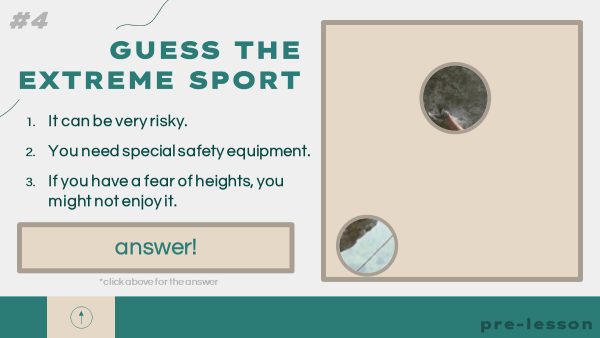 #4
GUESS THE
EXTREME SPORT
1. It can be very risky.
2. You need special safety equipment.
3. If you have a fear of heights, you
might not enjoy it.
answer!
*click above for the answer
pre-lesson